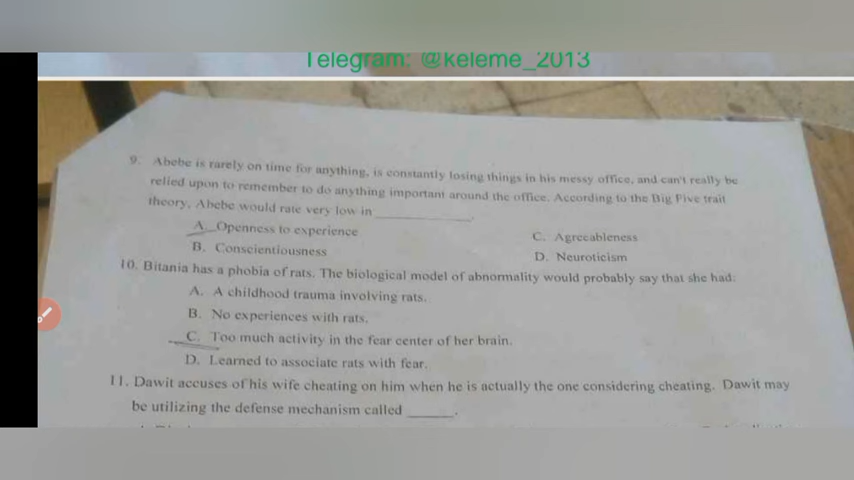 Telegram: @keleme_2013
9. Abebe is rarely on time for anything, is constantly losing things in his messy office, and can't really be
relied upon to remember to do anything important around the office. According to the Big Five trait
theory, Abebe would rate very low in ____________.
A. Openness to experience
B. Conscientiousness
C. Agreeableness
D. Neuroticism
10. Bitania has a phobia of rats. The biological model of abnormality would probably say that she had:
A. A childhood trauma involving rats.
B. No experiences with rats.
C. Too much activity in the fear center of her brain.
D. Learned to associate rats with fear.
11. Dawit accuses of his wife cheating on him when he is actually the one considering cheating. Dawit may
be utilizing the defense mechanism called ______.